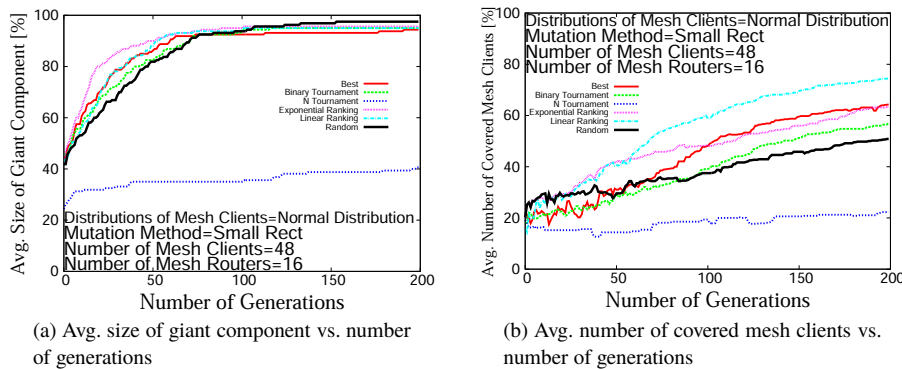 Avg. Size of Giant Component [%]
100
80
60
40
20
0
Best
Binary Tournament
N Tournament
Exponential Ranking
Linear Ranking
Random
Distributions of Mesh Clients=Normal Distribution
Mutation Method=Small Rect
Number of Mesh Clients=48
Number of Mesh Routers=16
0 50 100 150 200
Number of Generations
(a) Avg. size of giant component vs. number
of generations
Avg. Number of Covered Mesh Clients [%]
100
80
60
40
20
0
Distributions of Mesh Clients=Normal Distribution
Mutation Method=Small Rect
Number of Mesh Clients=48
Number of Mesh Routers=16
Best
Binary Tournament
N Tournament
Exponential Ranking
Linear Ranking
Random
0 50 100 150 200
Number of Generations
(b) Avg. number of covered mesh clients vs.
number of generations